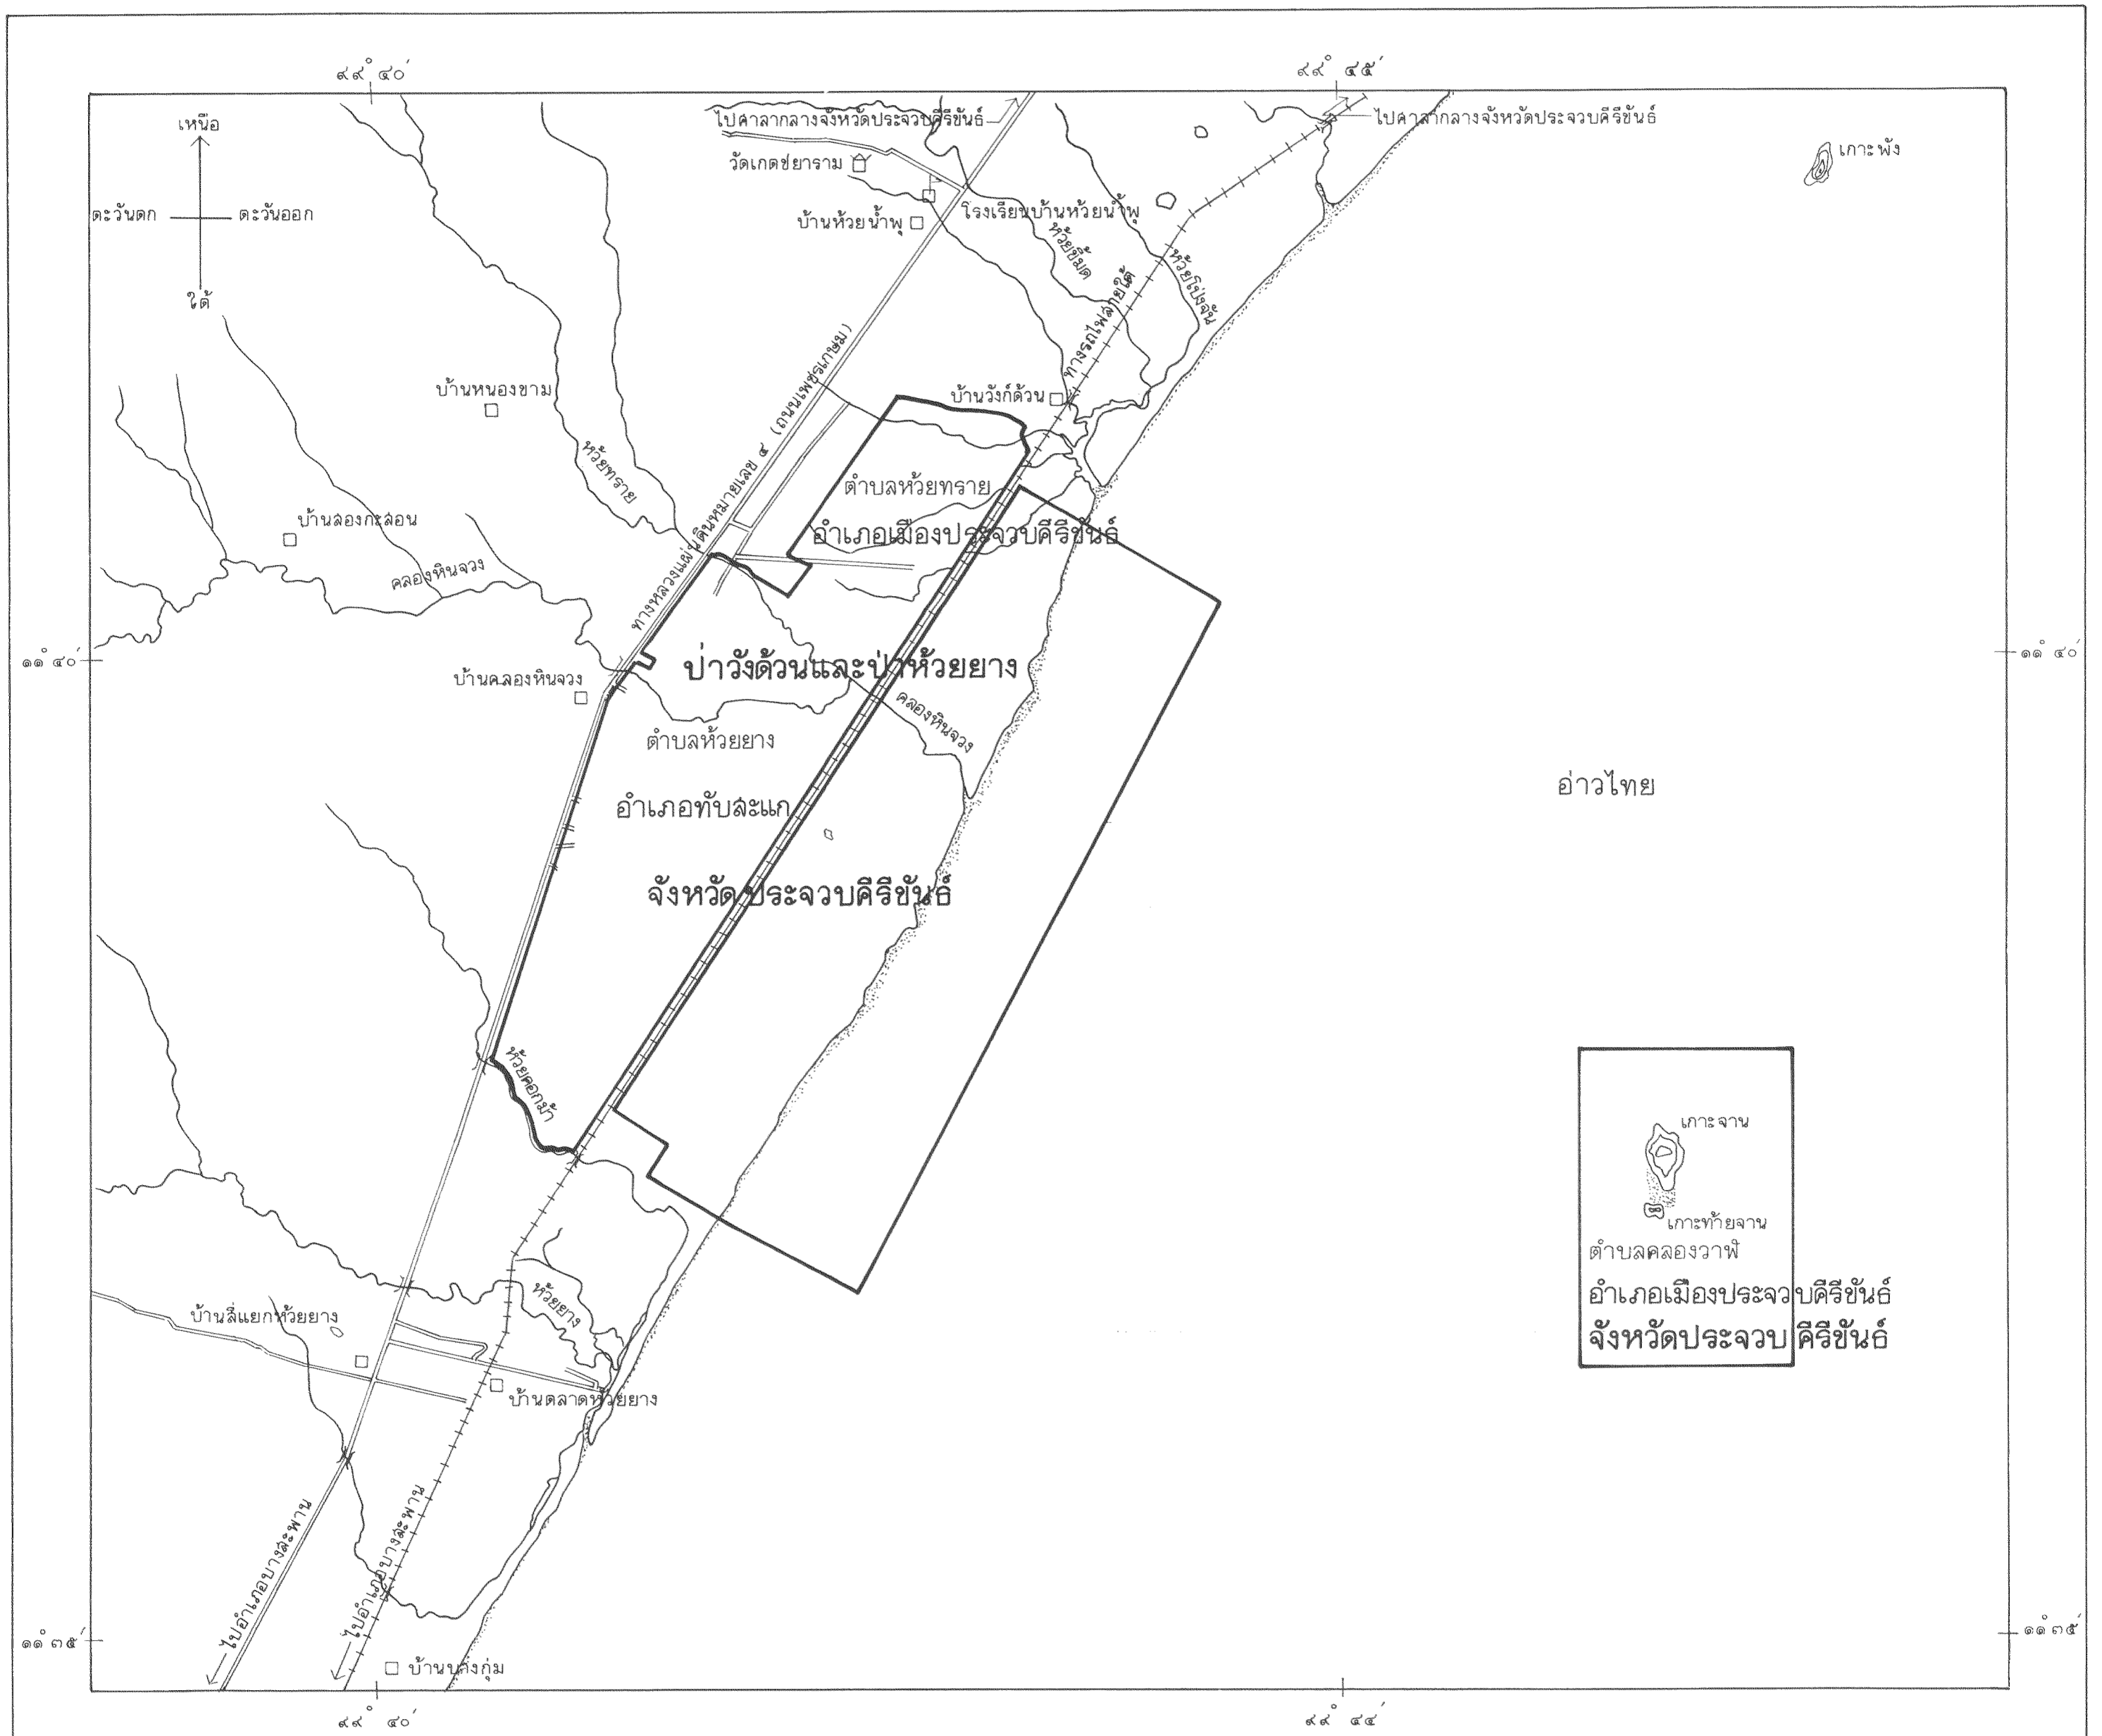 ๙๙° ๔๐′
๙๙° ๔๕′
เหนือ
ตะวันตก
ตะวันออก
ใต้
ไปศาลากลางจังหวัดประจวบคีรีขันธ์
ไปศาลากลางจังหวัดประจวบคีรีขันธ์
เกาะพัง
วัดเกตชยาราม
โรงเรียนบ้านห้วยน้ำพุ
บ้านห้วยน้ำพุ
ห้วยขี้มด
ห้วยโป่งจั่น
ทางรถไฟสายใต้
ทางหลวงแผ่นดินหมายเลข ๔ (ถนนเพชรเกษม)
บ้านหนองขาม
บ้านวังก์ด้วน
ห้วยทราย
ตำบลห้วยทราย
อำเภอเมืองประจวบคีรีขันธ์
บ้านลองกะลอน
คลองหินจวง
๑๑° ๔๐′
๑๑° ๔๐′
ป่าวังด้วนและป่าห้วยยาง
บ้านคลองหินจวง
คลองหินจวง
ตำบลห้วยยาง
อ่าวไทย
อำเภอทับสะแก
จังหวัดประจวบคีรีขันธ์
ห้วยคอกม้า
เกาะจาน
เกาะท้ายจาน
ตำบลคลองวาฬ
อำเภอเมืองประจวบคีรีขันธ์
จังหวัดประจวบคีรีขันธ์
ห้วยยาง
บ้านสี่แยกห้วยยาง
บ้านตลาดห้วยยาง
ไปอำเภอบางสะพาน
ไปอำเภอบางสะพาน
๑๑° ๓๕′
๑๑° ๓๕′
บ้านบางกุ่ม
๙๙° ๔๐′
๙๙° ๔๔′